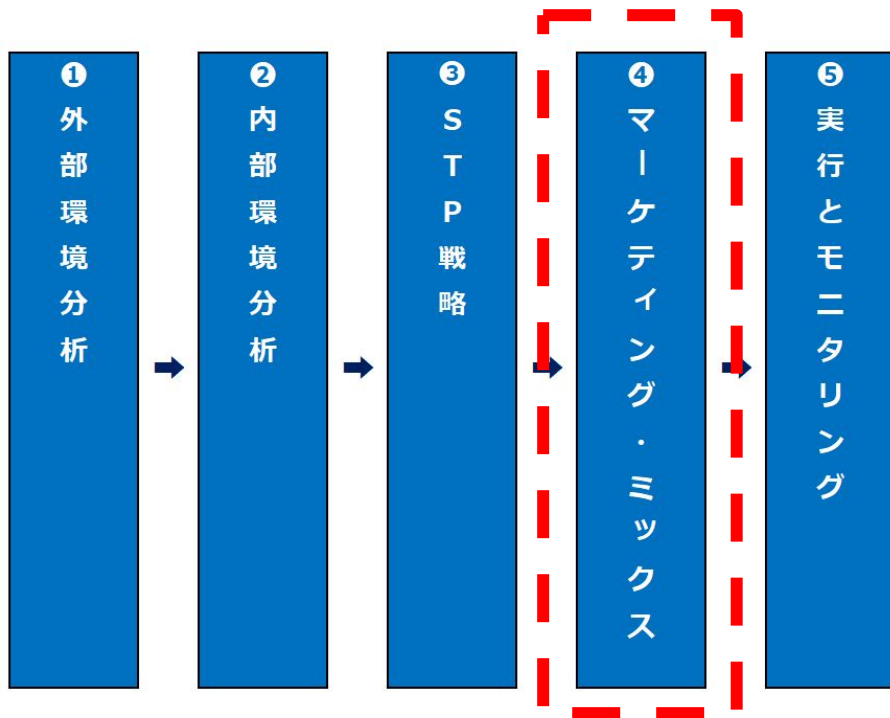 ❶外部環境分析
❷内部環境分析
❸STP戦略
❹マーケティング・ミックス
❺実行とモニタリング